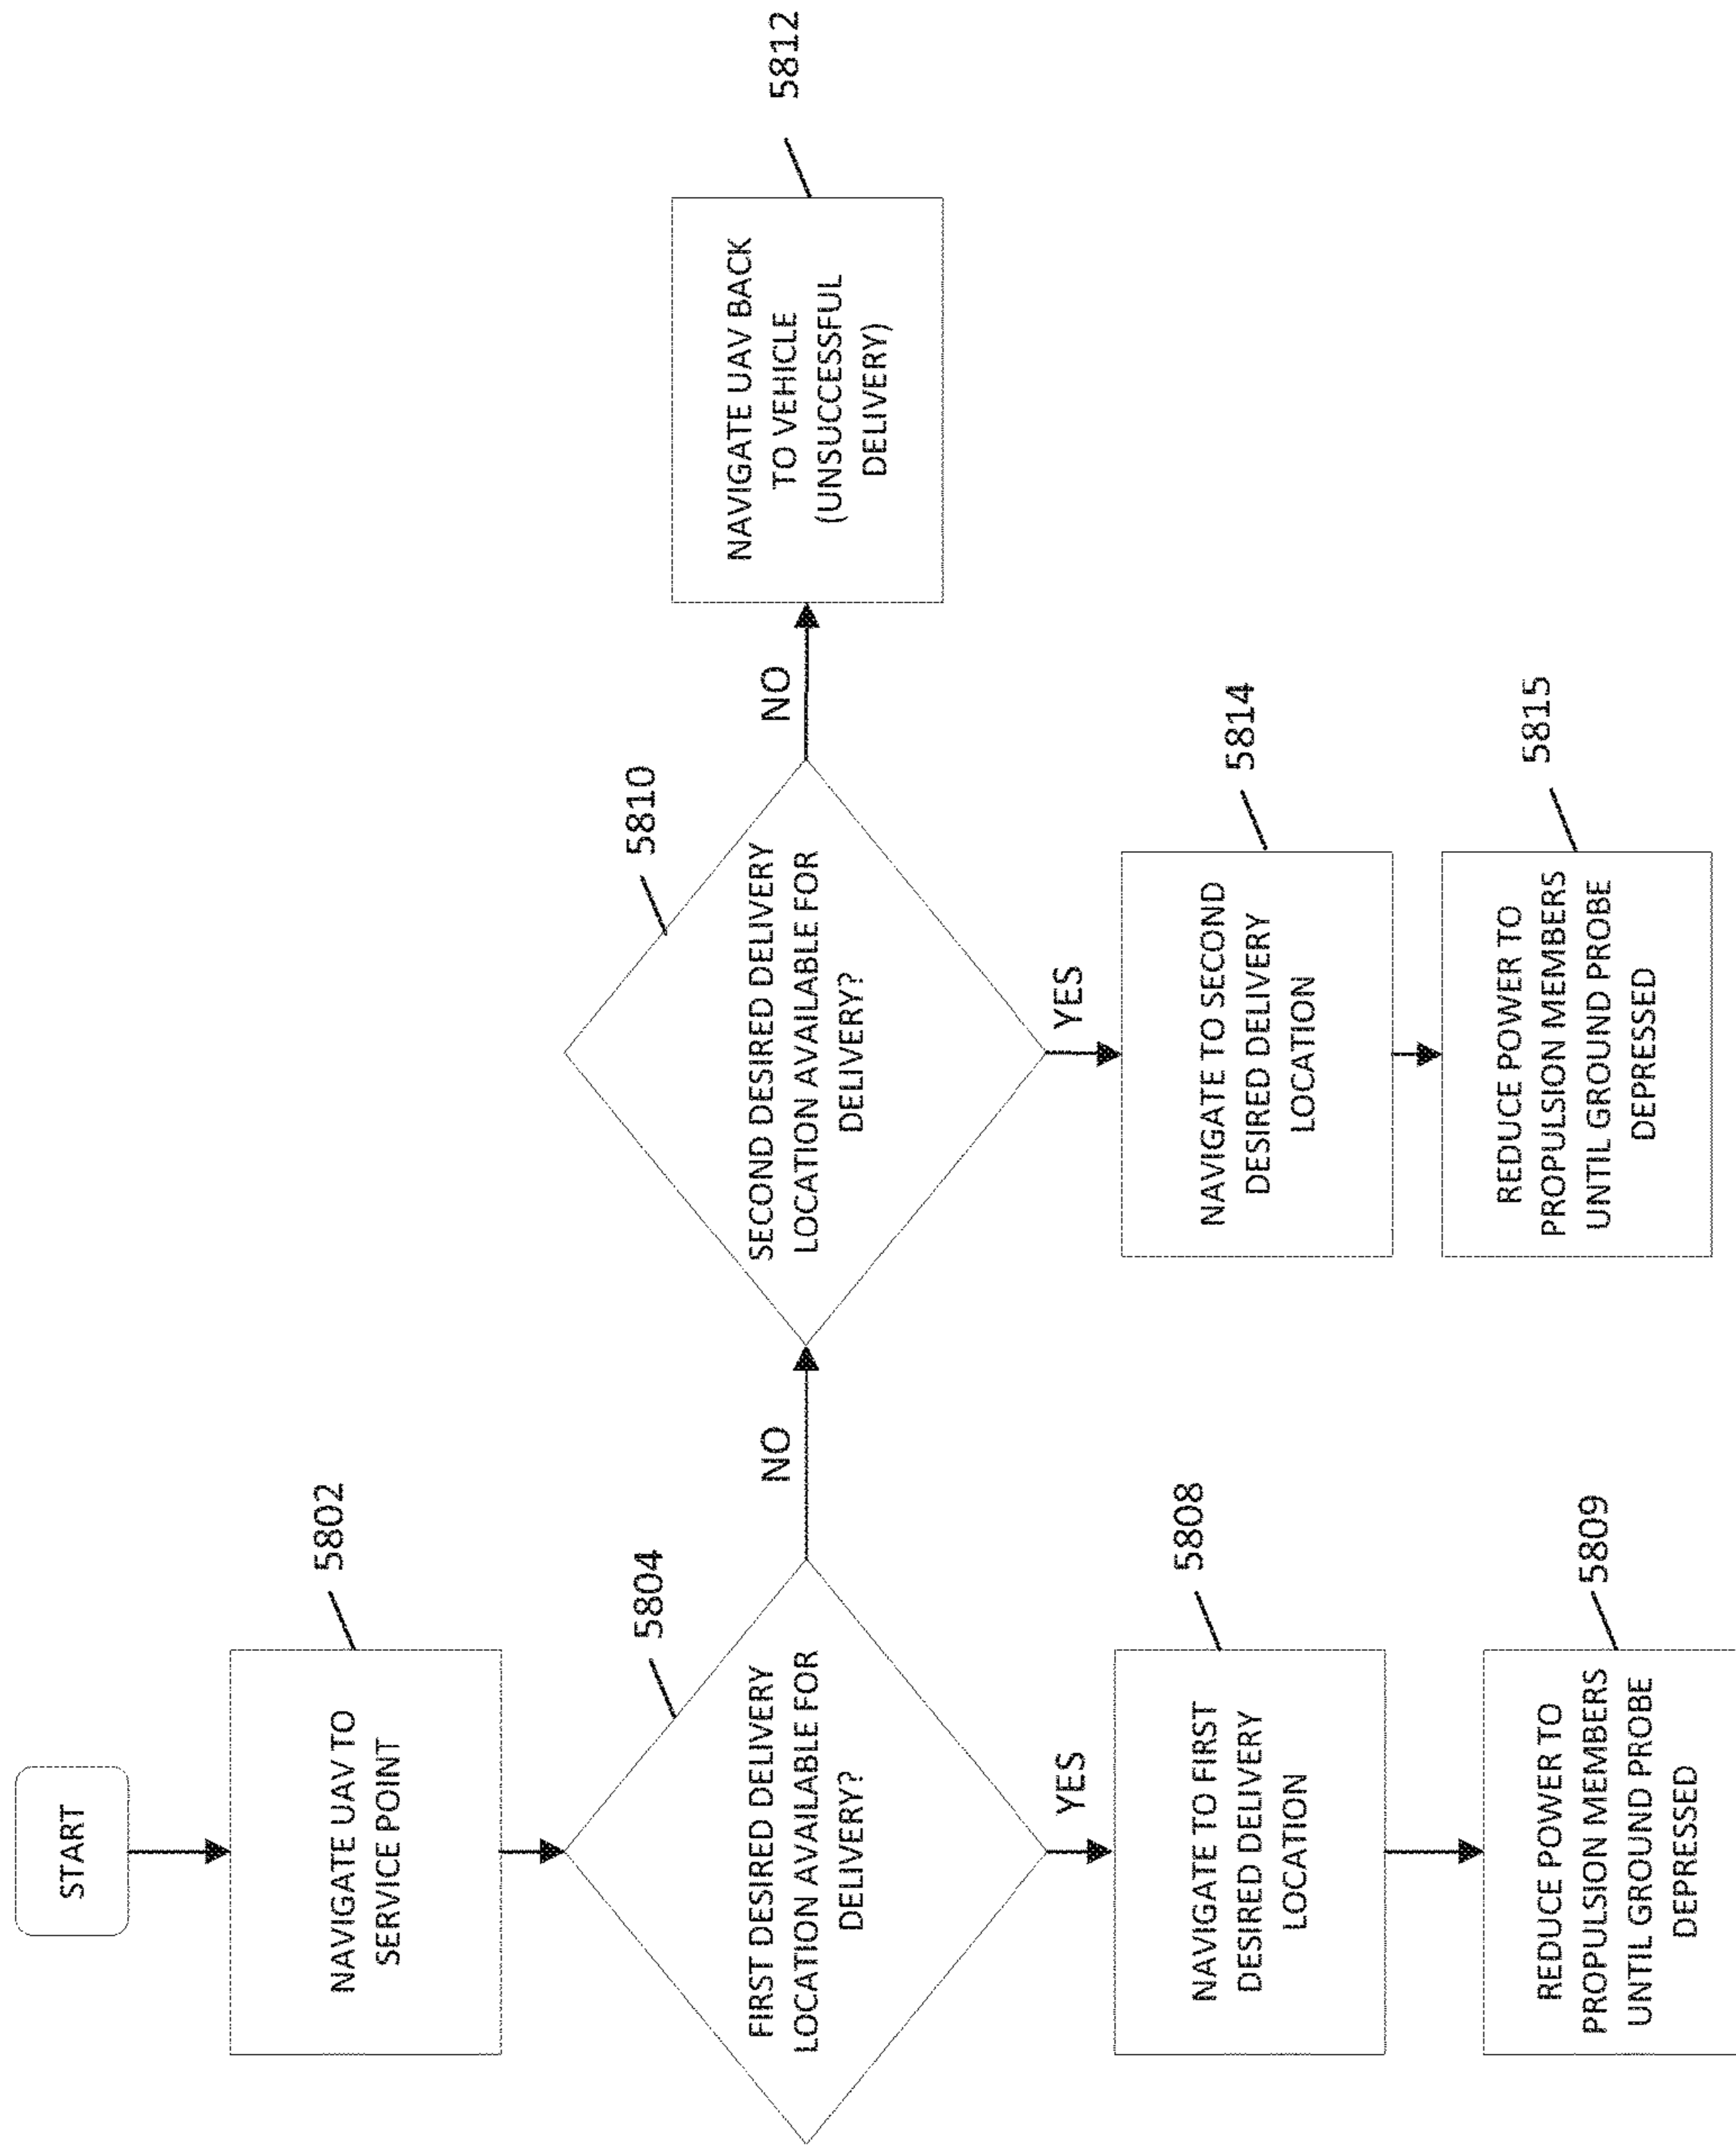 START
NAVIGATE UAV TO
SERVICE POINT
5802
FIRST DESIRED DELIVERY
LOCATION AVAILABLE FOR
DELIVERY?
5804
NO
YES
NAVIGATE TO FIRST
DESIRED DELIVERY
LOCATION
5808
REDUCE POWER TO
PROPULSION MEMBERS
UNTIL GROUND PROBE
DEPRESSED
5809
SECOND DESIRED DELIVERY
LOCATION AVAILABLE FOR
DELIVERY?
5810
NO
YES
NAVIGATE TO SECOND
DESIRED DELIVERY
LOCATION
5814
REDUCE POWER TO
PROPULSION MEMBERS
UNTIL GROUND PROBE
DEPRESSED
5815
NAVIGATE UAV BACK
TO VEHICLE
(UNSUCCESSFUL
DELIVERY)
5812